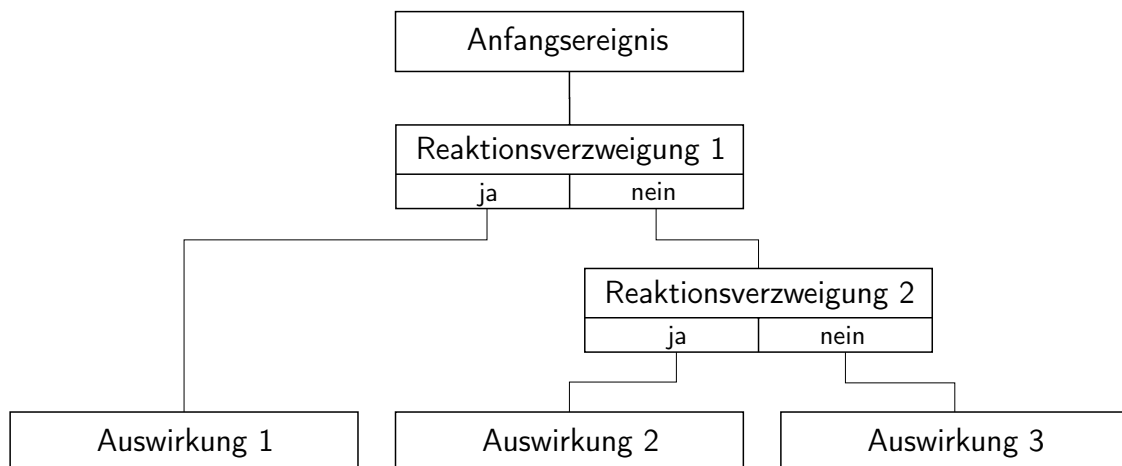 Anfangsereignis
Reaktionsverzweigung 1
ja nein
Reaktionsverzweigung 2
ja nein
Auswirkung 1 Auswirkung 2 Auswirkung 3